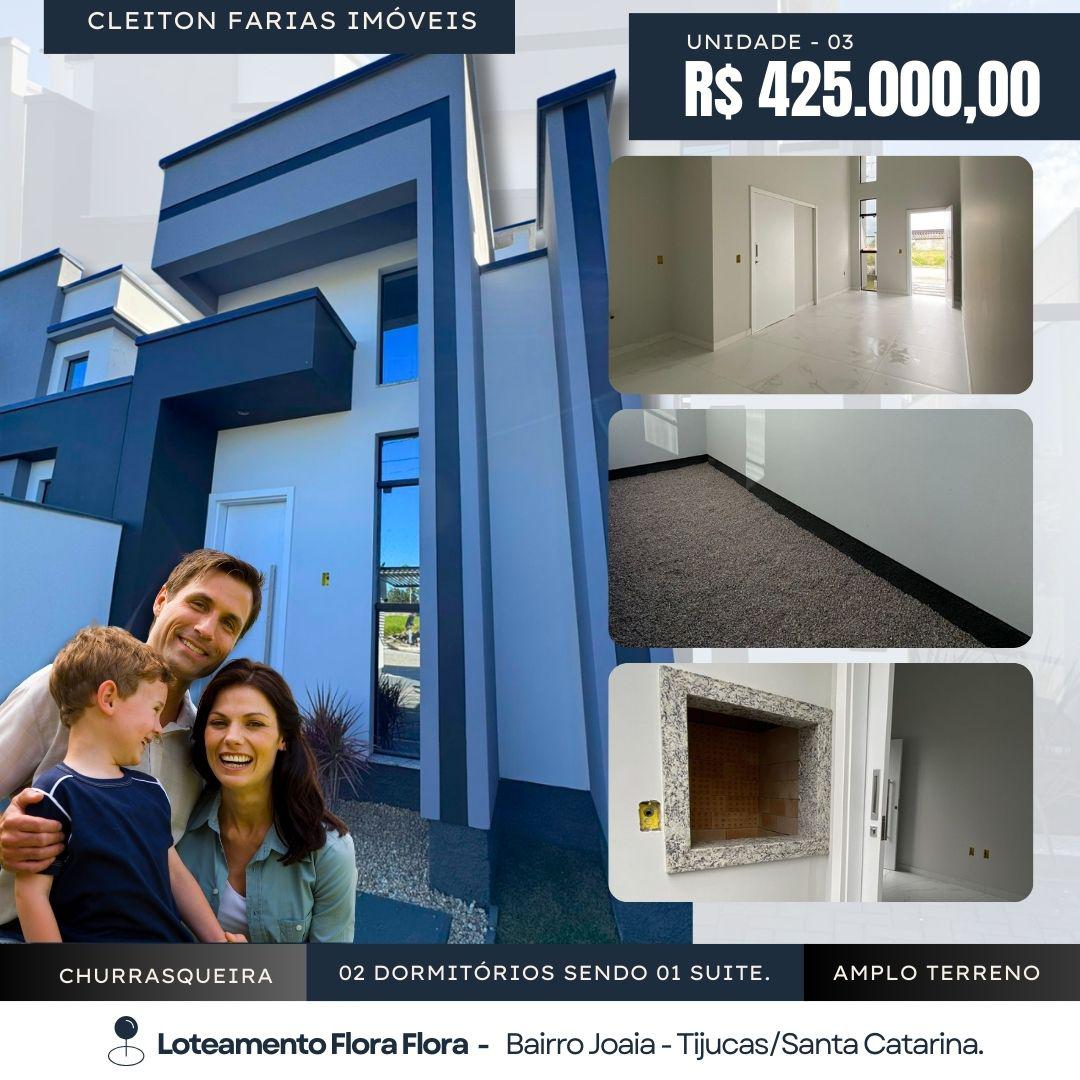 CLEITON FARIAS IMÓVEIS
UNIDADE - 03
R$ 425.000,00
CHURRASQUEIRA
02 DORMITÓRIOS SENDO 01 SUITE.
AMPLO TERRENO
Loteamento Flora Flora - Bairro Joaia - Tijucas/Santa Catarina.